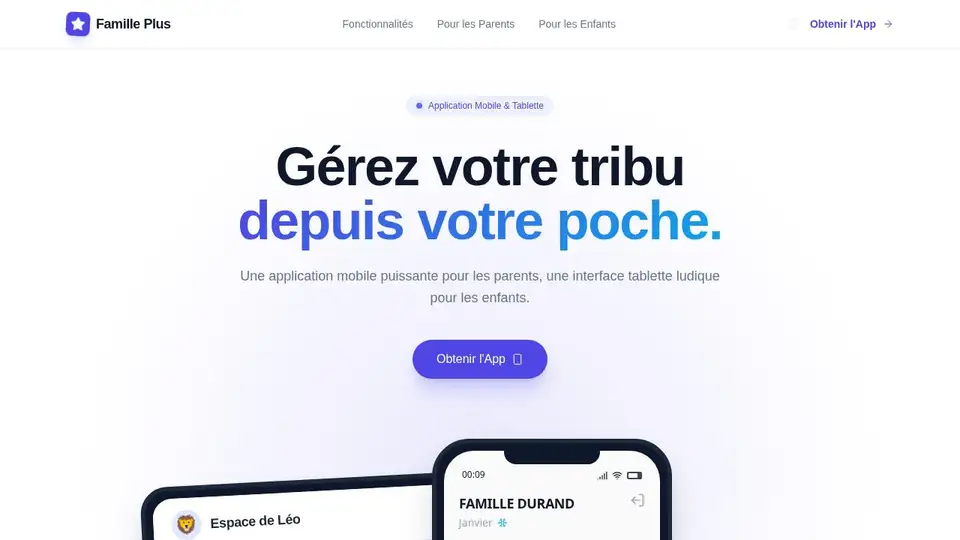 Famille Plus
Fonctionnalités
Pour les Parents
Pour les Enfants
Obtenir l'App
Application Mobile & Tablette
Gérez votre tribu
depuis votre poche.
Une application mobile puissante pour les parents, une interface tablette ludique
pour les enfants.
Obtenir l'App
00:09
FAMILLE DURAND
Janvier
Espace de Léo